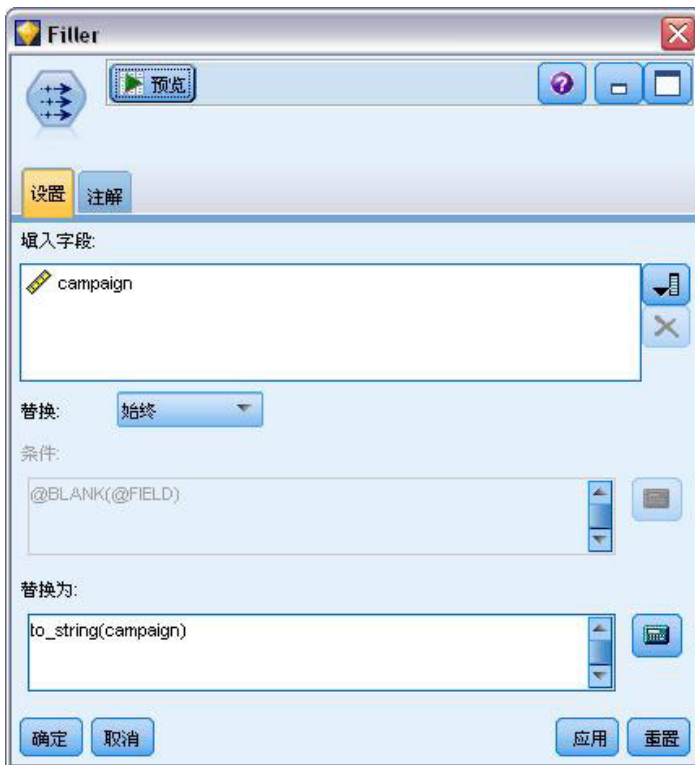 Filler
预览
设置 注解
填入字段:
campaign
替换: 始终
条件:
@BLANK(@FIELD)
替换为:
to_string(campaign)
确定 取消 应用 重置